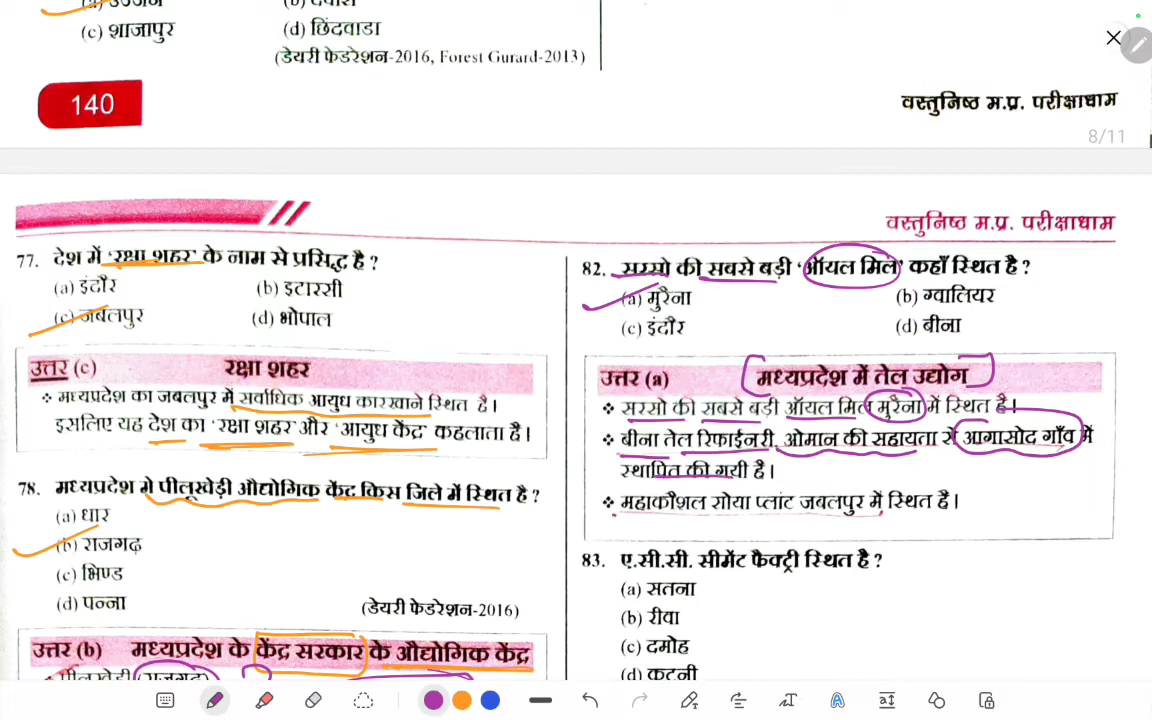 (a) उज्जैन
(b) देवास
(c) शाजापुर
(d) छिंदवाडा
(डेयरी फेडरेशन-2016, Forest Gurard-2013)
140
वस्तुनिष्ठ म.प्र. परीक्षाधाम
8/11
वस्तुनिष्ठ म.प्र. परीक्षाधाम
77. देश में 'रक्षा शहर' के नाम से प्रसिद्ध है ?
(a) इंदौर
(b) इटारसी
(c) जबलपुर
(d) भोपाल
उत्तर (c) रक्षा शहर
❖ मध्यप्रदेश का जबलपुर में सर्वाधिक आयुध कारखाने स्थित है।
इसलिए यह देश का 'रक्षा शहर' और 'आयुध केंद्र' कहलाता है।
78. मध्यप्रदेश मे पीलूखेड़ी औद्योगिक केंद्र किस जिले में स्थित है ?
(a) धार
(b) राजगढ़
(c) भिण्ड
(d) पन्ना
(डेयरी फेडरेशन-2016)
उत्तर (b) मध्यप्रदेश के केंद्र सरकार के औद्योगिक केंद्र
पीलूखेड़ी (राजगढ़)
82. सरसो की सबसे बड़ी 'ऑयल मिल' कहाँ स्थित है ?
(a) मुरैना
(b) ग्वालियर
(c) इंदौर
(d) बीना
उत्तर (a) मध्यप्रदेश में तेल उद्योग
❖ सरसो की सबसे बड़ी ऑयल मिल मुरैना में स्थित है।
❖ बीना तेल रिफाईनरी, ओमान की सहायता से आगासोद गाँव में
स्थापित की गयी है।
❖ महाकौशल सोया प्लांट जबलपुर में स्थित है।
83. ए.सी.सी. सीमेंट फैक्ट्री स्थित है ?
(a) सतना
(b) रीवा
(c) दमोह
(d) कटनी